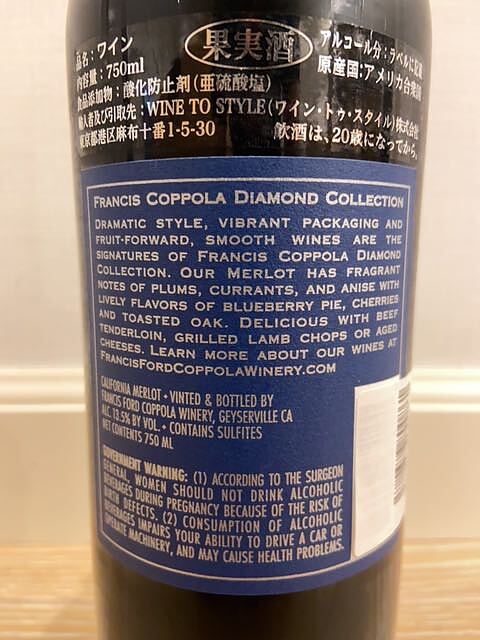 品名：ワイン
果実酒
アルコール分：ラベルに記載
内容量：750ml
原産国：アメリカ合衆国
食品添加物：酸化防止剤（亜硫酸塩）
輸入者及び引取先：WINE TO STYLE（ワイン・トゥ・スタイル）株式会社
東京都港区麻布十番1-5-30
飲酒は、20歳になってから。
FRANCIS COPPOLA DIAMOND COLLECTION
DRAMATIC STYLE, VIBRANT PACKAGING AND
FRUIT-FORWARD, SMOOTH WINES ARE THE
SIGNATURES OF FRANCIS COPPOLA DIAMOND
COLLECTION. OUR MERLOT HAS FRAGRANT
NOTES OF PLUMS, CURRANTS, AND ANISE WITH
LIVELY FLAVORS OF BLUEBERRY PIE, CHERRIES
AND TOASTED OAK. DELICIOUS WITH BEEF
TENDERLOIN, GRILLED LAMB CHOPS OR AGED
CHEESES. LEARN MORE ABOUT OUR WINES AT
FRANCISFORDCOPPOLAWINERY.COM
CALIFORNIA MERLOT • VINTED & BOTTLED BY
FRANCIS FORD COPPOLA WINERY, GEYSERVILLE CA
ALC 13.5% BY VOL. • CONTAINS SULFITES
NET CONTENTS 750 ML
GOVERNMENT WARNING: (1) ACCORDING TO THE SURGEON
GENERAL, WOMEN SHOULD NOT DRINK ALCOHOLIC
BEVERAGES DURING PREGNANCY BECAUSE OF THE RISK OF
BIRTH DEFECTS. (2) CONSUMPTION OF ALCOHOLIC
BEVERAGES IMPAIRS YOUR ABILITY TO DRIVE A CAR OR
OPERATE MACHINERY, AND MAY CAUSE HEALTH PROBLEMS.